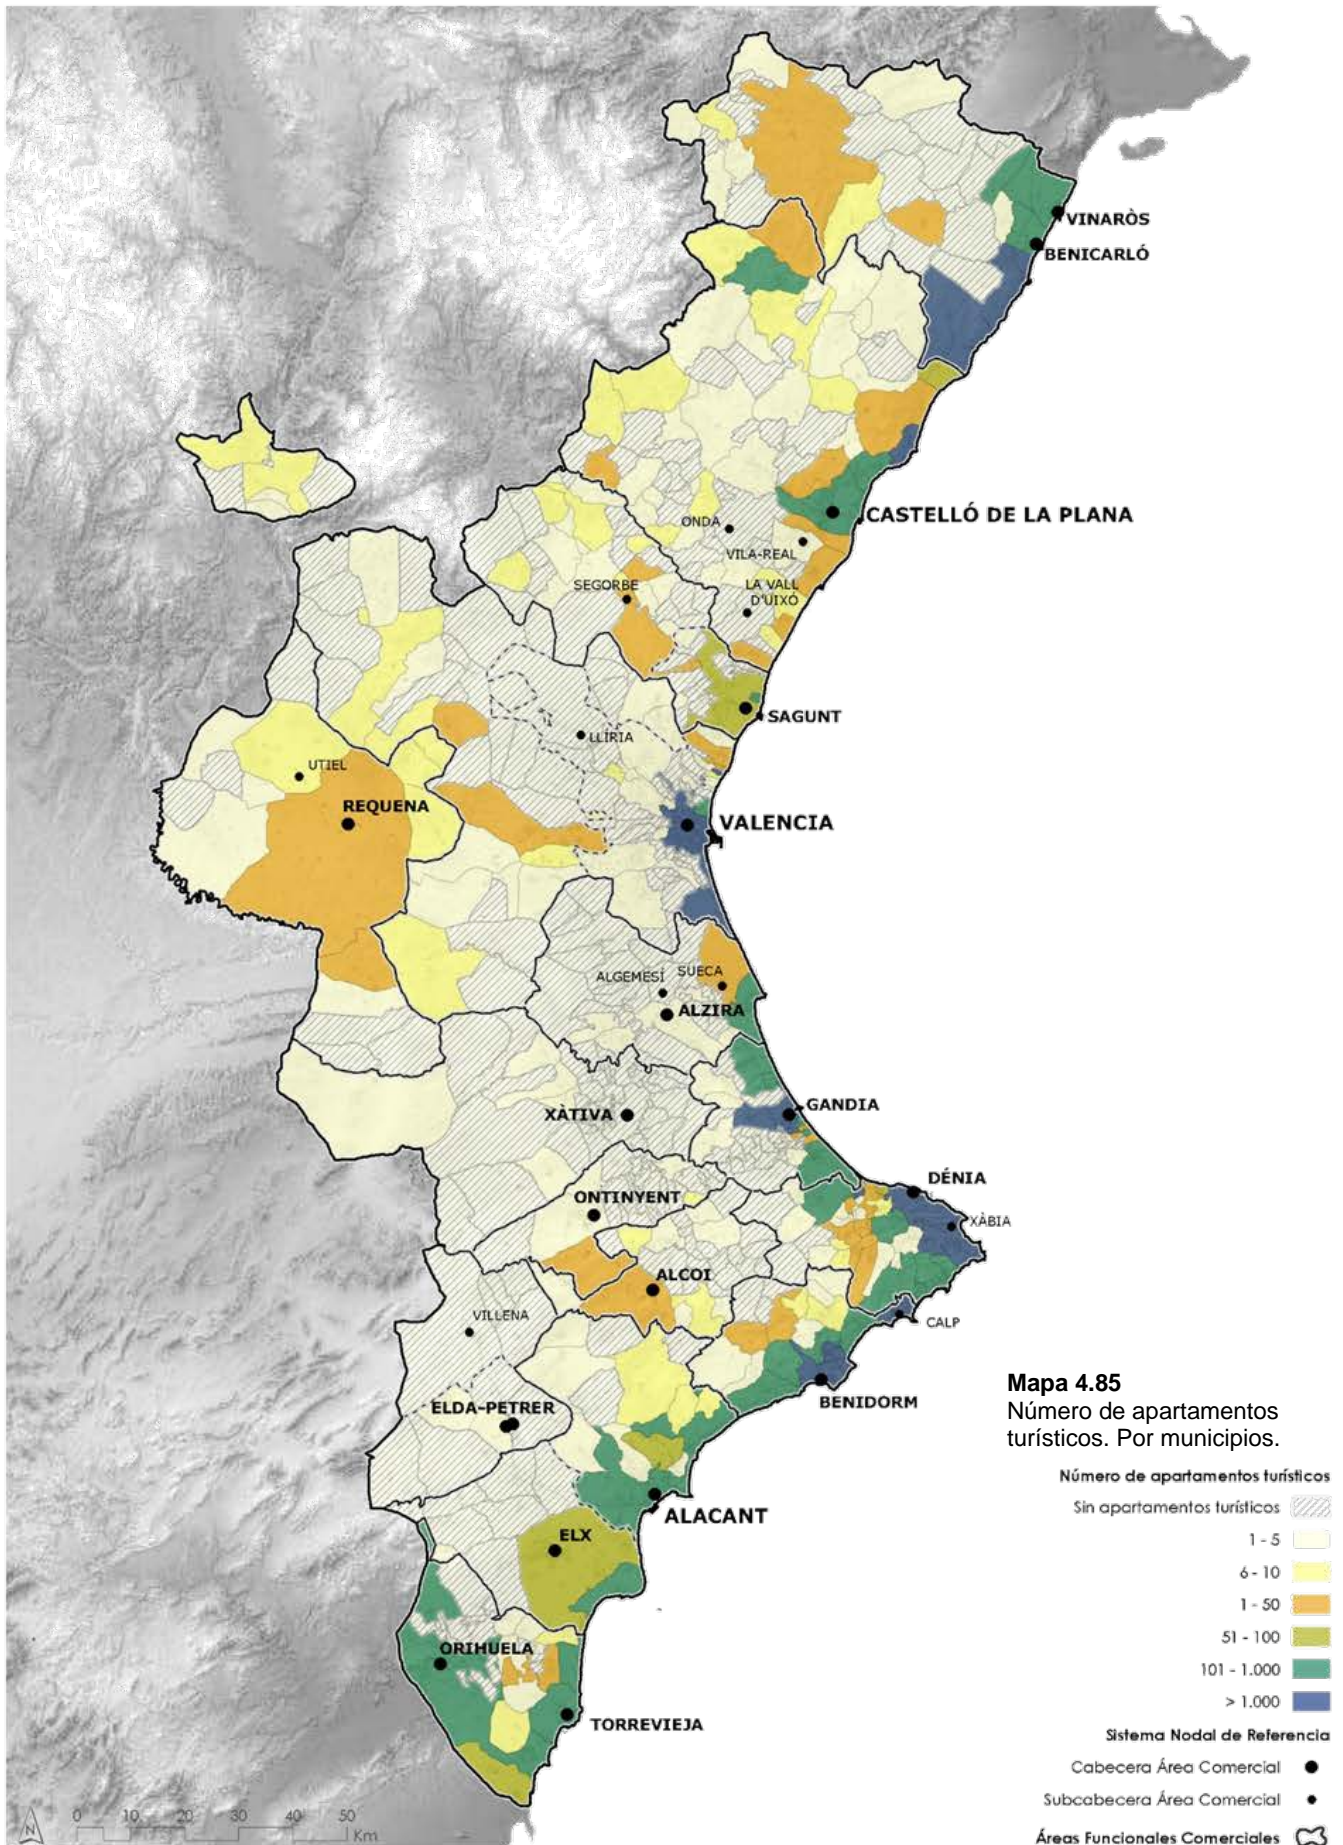 VINARÒS
BENICARLÓ
CASTELLÓ DE LA PLANA
ONDA
VILA-REAL
SEGORBE
LA VALL
D'UIXÓ
SAGUNT
LLÍRIA
UTIEL
REQUENA
VALENCIA
ALGEMESÍ
SUECA
ALZIRA
GANDIA
XÀTIVA
DÉNIA
ONTINYENT
XÀBIA
ALCOI
VILLENA
CALP
BENIDORM
ELDA-PETRER
ALACANT
ELX
ORIHUELA
TORREVIEJA
Mapa 4.85
Número de apartamentos
turísticos. Por municipios.
Número de apartamentos turísticos
Sin apartamentos turísticos
1 - 5
6 - 10
1 - 50
51 - 100
101 - 1.000
> 1.000
Sistema Nodal de Referencia
Cabecera Área Comercial
Subcabecera Área Comercial
Áreas Funcionales Comerciales
N
0 10 20 30 40 50
Km